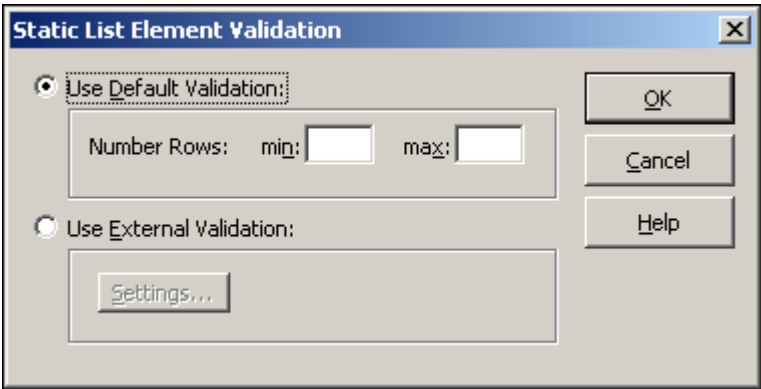 Static List Element Validation
Use Default Validation:
Number Rows: min: max:
Use External Validation:
Settings...
OK
Cancel
Help